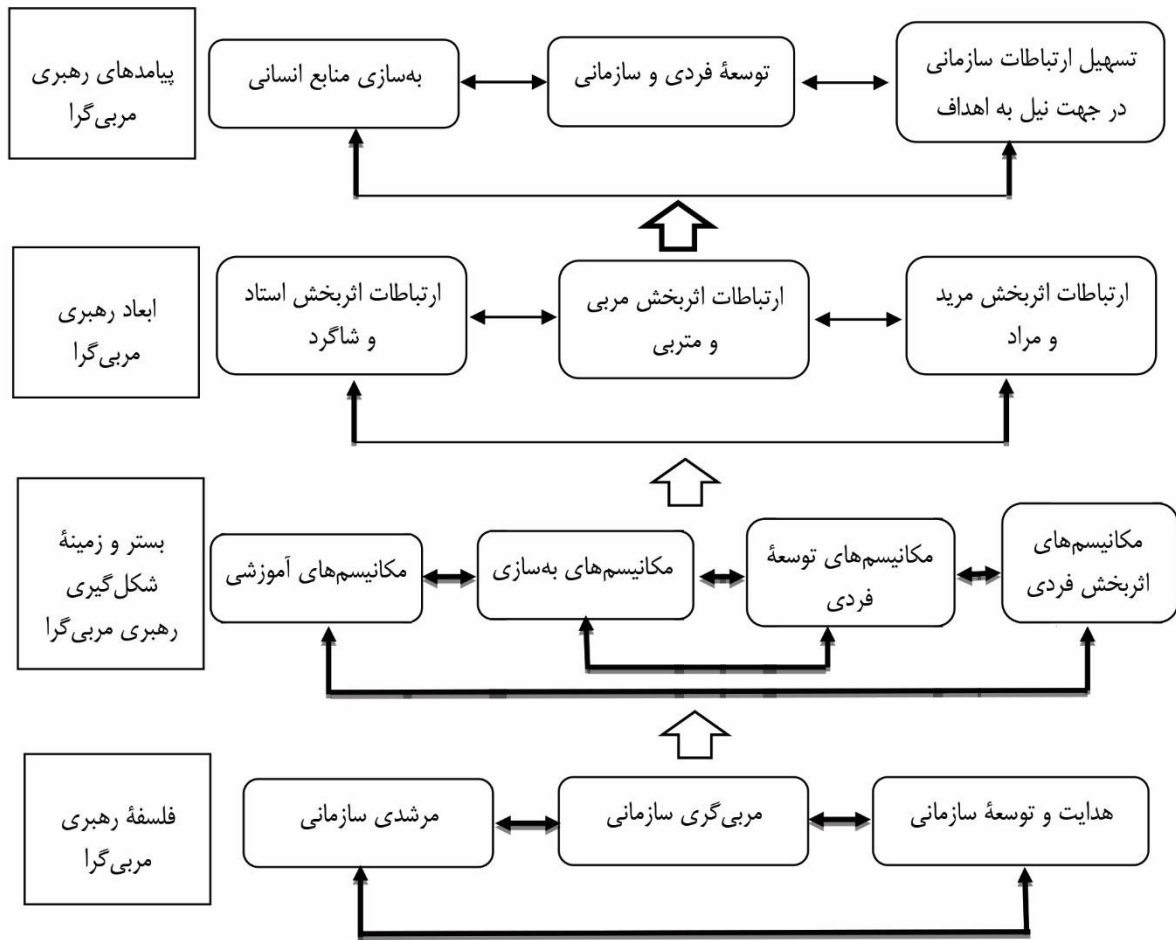 تسهیل ارتباطات سازمانی
در جهت نیل به اهداف
توسعهٔ فردی و سازمانی
به‌سازی منابع انسانی
پیامدهای رهبری
مربی‌گرا
ارتباطات اثربخش مرید
و مراد
ارتباطات اثربخش مربی
و متربی
ارتباطات اثربخش استاد
و شاگرد
ابعاد رهبری
مربی‌گرا
مکانیسم‌های
اثربخش فردی
مکانیسم‌های توسعهٔ
فردی
مکانیسم‌های به‌سازی
مکانیسم‌های آموزشی
بستر و زمینهٔ
شکل‌گیری
رهبری مربی‌گرا
هدایت و توسعهٔ سازمانی
مربی‌گری سازمانی
مرشدی سازمانی
فلسفهٔ رهبری
مربی‌گرا